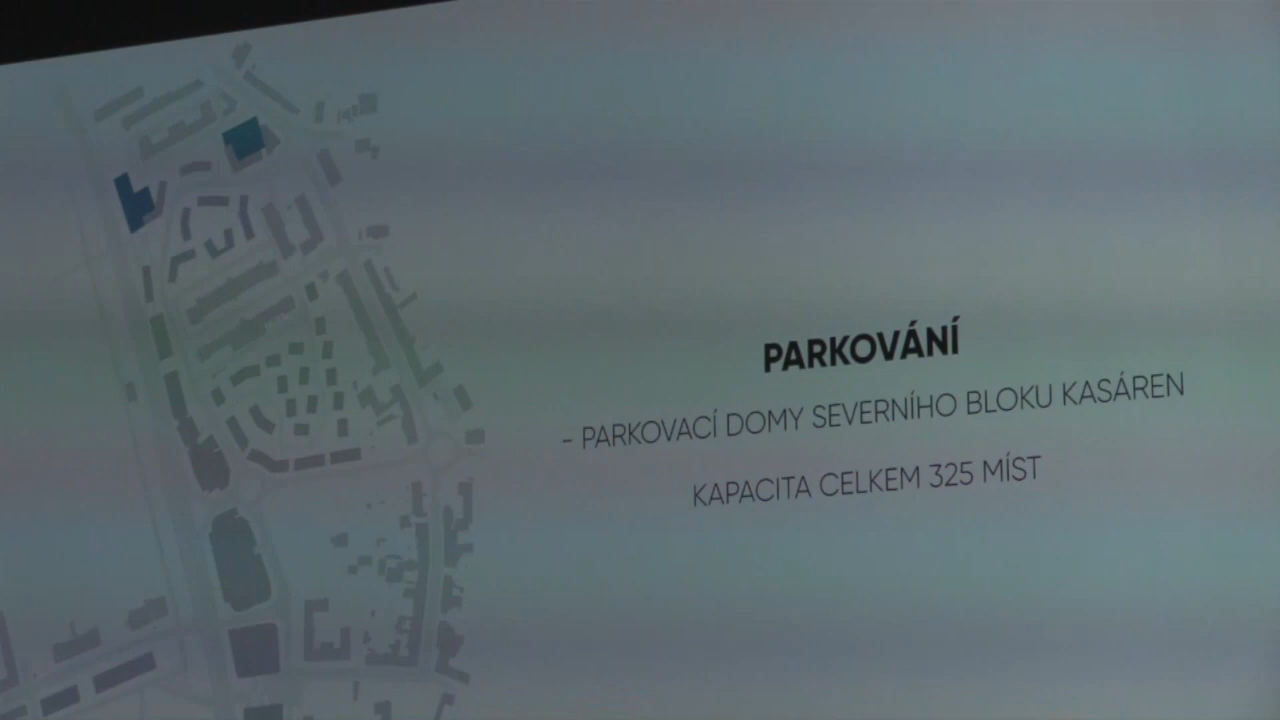 PARKOVÁNÍ
- PARKOVACÍ DOMY SEVERNÍHO BLOKU KASÁREN
KAPACITA CELKEM 325 MÍST